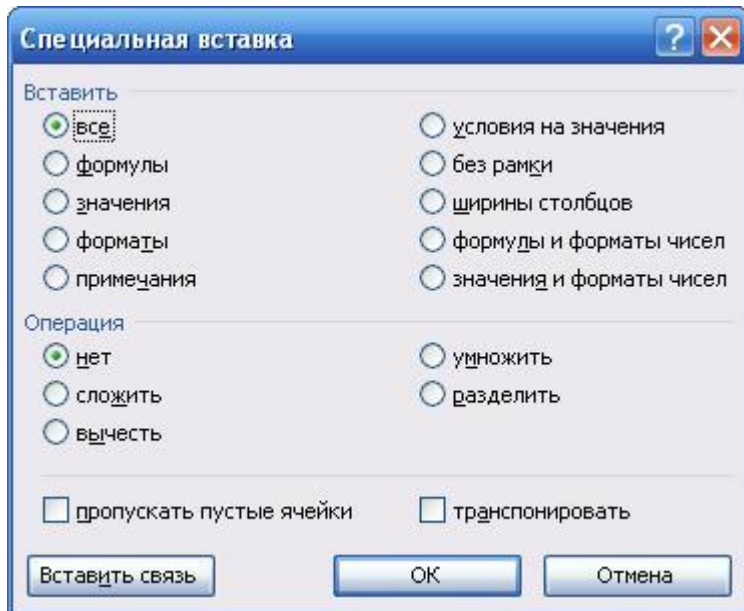 Специальная вставка
Вставить
все
условия на значения
формулы
без рамки
значения
ширины столбцов
форматы
формулы и форматы чисел
примечания
значения и форматы чисел
Операция
нет
умножить
сложить
разделить
вычесть
пропускать пустые ячейки
транспонировать
Вставить связь
ОК
Отмена